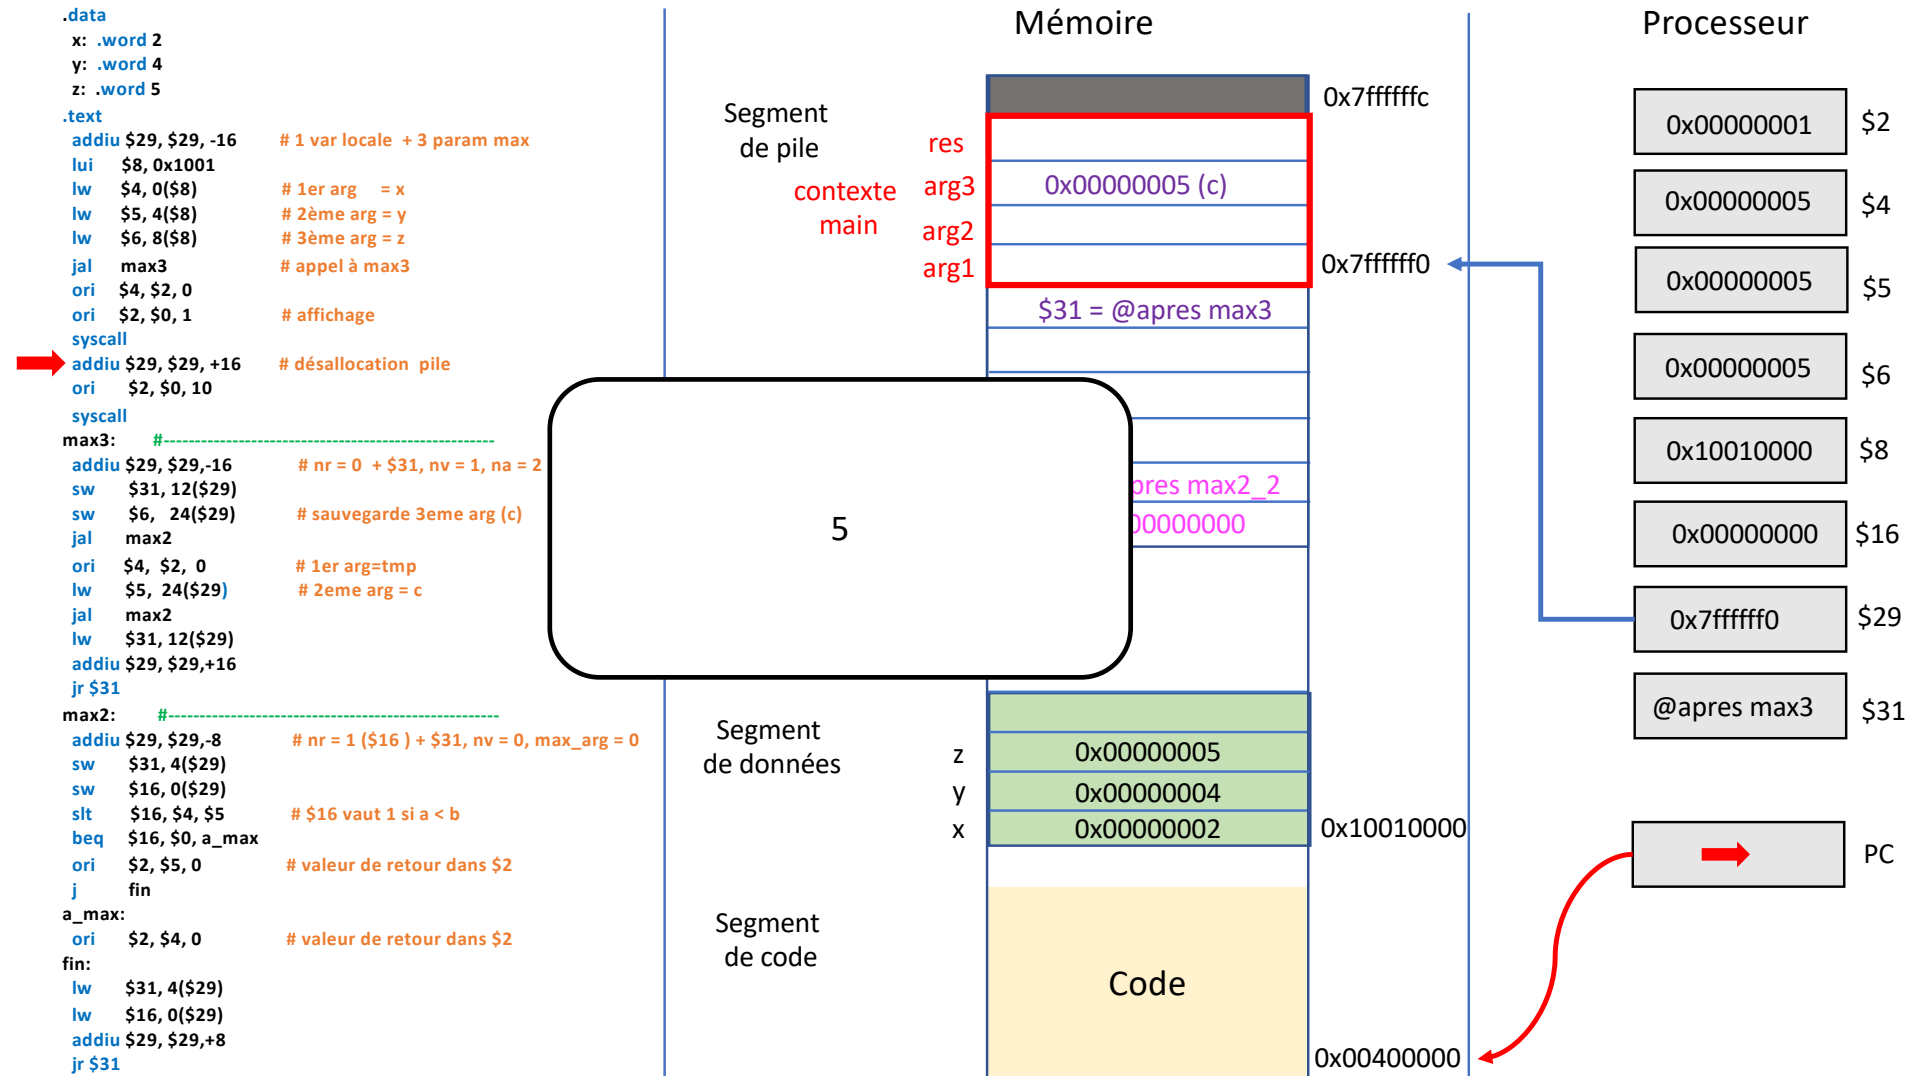 .data
x: .word 2
y: .word 4
z: .word 5
.text
addiu $29, $29, -16 # 1 var locale + 3 param max
lui $8, 0x1001
lw $4, 0($8) # 1er arg = x
lw $5, 4($8) # 2ème arg = y
lw $6, 8($8) # 3ème arg = z
jal max3 # appel à max3
ori $4, $2, 0
ori $2, $0, 1 # affichage
syscall
addiu $29, $29, +16 # désallocation pile
ori $2, $0, 10
syscall
max3: #-----------------------------------------------------
addiu $29, $29,-16 # nr = 0 + $31, nv = 1, na = 2
sw $31, 12($29)
sw $6, 24($29) # sauvegarde 3eme arg (c)
jal max2
ori $4, $2, 0 # 1er arg=tmp
lw $5, 24($29) # 2eme arg = c
jal max2
lw $31, 12($29)
addiu $29, $29,+16
jr $31
max2: #-----------------------------------------------------
addiu $29, $29,-8 # nr = 1 ($16 ) + $31, nv = 0, max_arg = 0
sw $31, 4($29)
sw $16, 0($29)
slt $16, $4, $5 # $16 vaut 1 si a < b
beq $16, $0, a_max
ori $2, $5, 0 # valeur de retour dans $2
j fin
a_max:
ori $2, $4, 0 # valeur de retour dans $2
fin:
lw $31, 4($29)
lw $16, 0($29)
addiu $29, $29,+8
jr $31
Mémoire
Segment
de pile
0x7ffffffc
res
contexte
main
arg3 0x00000005 (c)
arg2
arg1 0x7ffffff0
$31 = @apres max3
pres max2_2
00000000
5
Segment
de données
z 0x00000005
y 0x00000004
x 0x00000002 0x10010000
Segment
de code
Code
0x00400000
Processeur
0x00000001 $2
0x00000005 $4
0x00000005 $5
0x00000005 $6
0x10010000 $8
0x00000000 $16
0x7ffffff0 $29
@apres max3 $31
PC